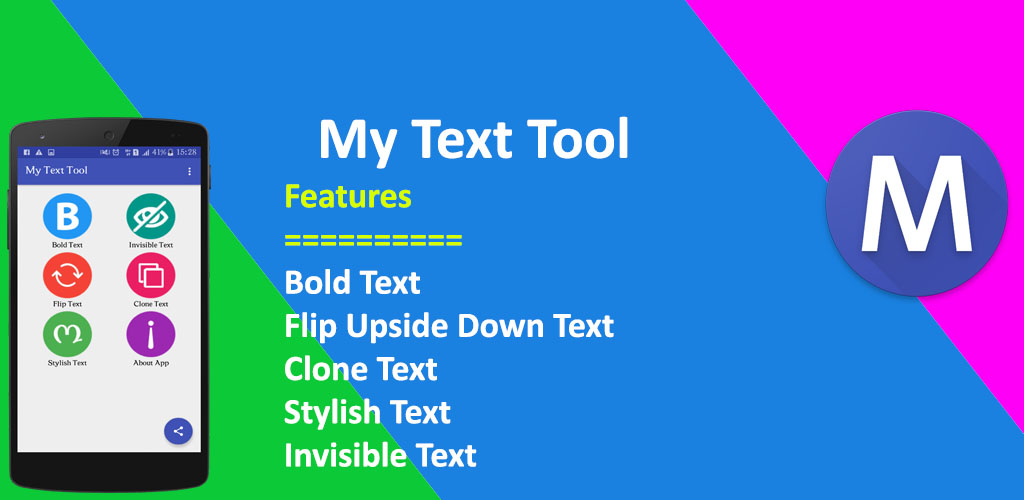 My Text Tool
Features
==========
Bold Text
Flip Upside Down Text
Clone Text
Stylish Text
Invisible Text
41% 15:28
My Text Tool
B
Bold Text
Invisible Text
Flip Text
Clone Text
Stylish Text
i
About App
M